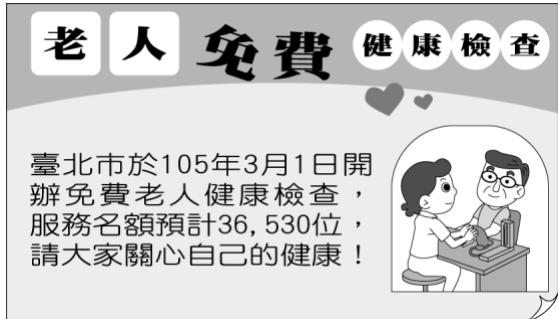 老人免費健康檢查
臺北市於105年3月1日開
辦免費老人健康檢查，
服務名額預計36,530位，
請大家關心自己的健康！